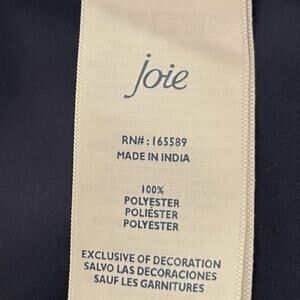 joie
RN#: 165589
MADE IN INDIA
100%
POLYESTER
POLIÉSTER
POLYESTER
EXCLUSIVE OF DECORATION
SALVO LAS DECORACIONES
SAUF LES GARNITURES